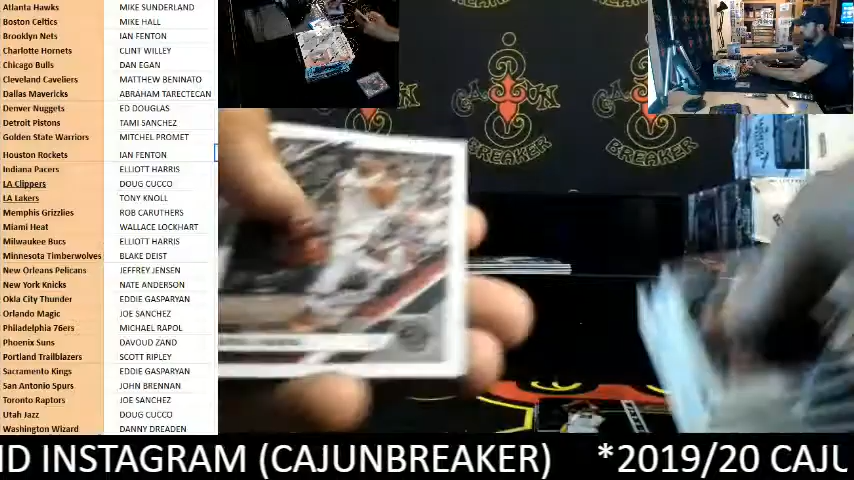 Atlanta Hawks MIKE SUNDERLAND
Boston Celtics MIKE HALL
Brooklyn Nets IAN FENTON
Charlotte Hornets CLINT WILLEY
Chicago Bulls DAN EGAN
Cleveland Cavaliers MATTHEW BENINATO
Dallas Mavericks ABRAHAM TARECTECAN
Denver Nuggets ED DOUGLAS
Detroit Pistons TAMI SANCHEZ
Golden State Warriors MITCHEL PROMET
Houston Rockets IAN FENTON
Indiana Pacers ELLIOTT HARRIS
LA Clippers DOUG CUCCO
LA Lakers TONY KNOLL
Memphis Grizzlies ROB CARUTHERS
Miami Heat WALLACE LOCKHART
Milwaukee Bucs ELLIOTT HARRIS
Minnesota Timberwolves BLAKE DEIST
New Orleans Pelicans JEFFREY JENSEN
New York Knicks NATE ANDERSON
Okla City Thunder EDDIE GASPARYAN
Orlando Magic JOE SANCHEZ
Philadelphia 76ers MICHAEL RAPOL
Phoenix Suns DAVOUD ZAND
Portland Trailblazers SCOTT RIPLEY
Sacramento Kings EDDIE GASPARYAN
San Antonio Spurs JOHN BRENNAN
Toronto Raptors JOE SANCHEZ
Utah Jazz DOUG CUCCO
Washington Wizard DANNY DREADEN
CAJUN
BREAKER
BREAKER
ND INSTAGRAM (CAJUNBREAKER) *2019/20 CAJU